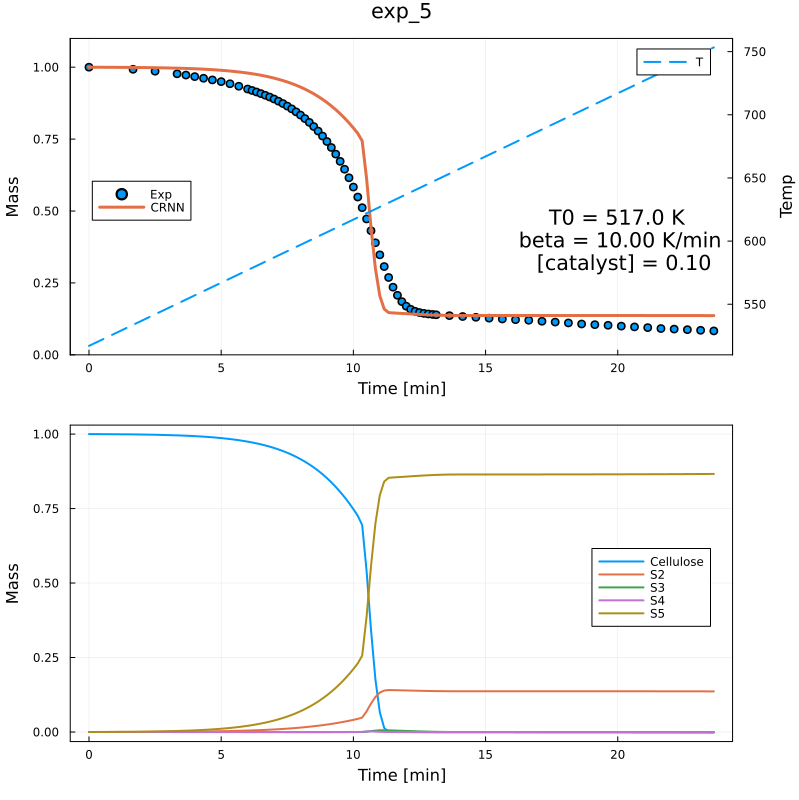 exp_5
1.00
0.75
0.50
0.25
0.00
Mass
T
Exp
CRNN
T0 = 517.0 K
beta = 10.00 K/min
[catalyst] = 0.10
750
700
650
600
550
Temp
0 5 10 15 20
Time [min]
1.00
0.75
0.50
0.25
0.00
Mass
Cellulose
S2
S3
S4
S5
0 5 10 15 20
Time [min]